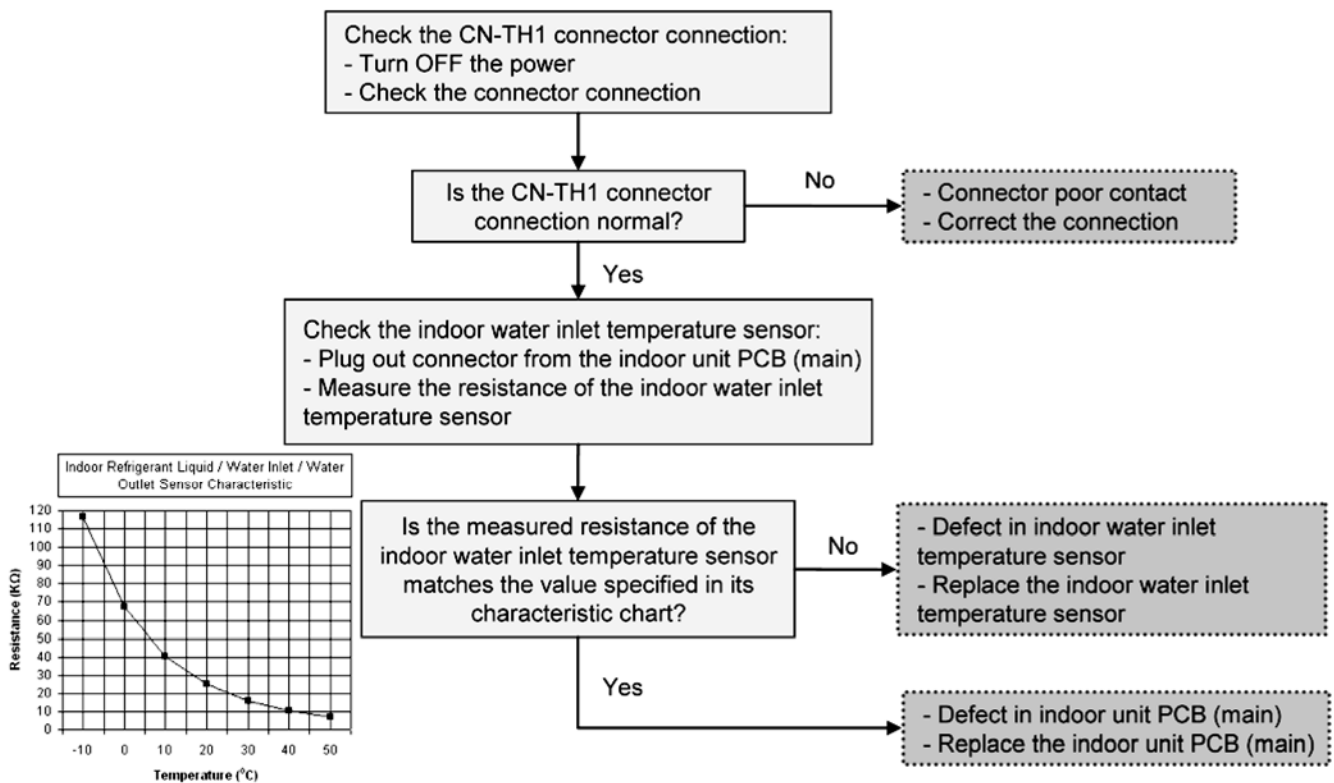 Check the CN-TH1 connector connection:
- Turn OFF the power
- Check the connector connection
Is the CN-TH1 connector
connection normal?
No
- Connector poor contact
- Correct the connection
Yes
Check the indoor water inlet temperature sensor:
- Plug out connector from the indoor unit PCB (main)
- Measure the resistance of the indoor water inlet
temperature sensor
Indoor Refrigerant Liquid / Water Inlet / Water
Outlet Sensor Characteristic
Resistance (KΩ)
120
110
100
90
80
70
60
50
40
30
20
10
0
-10 0 10 20 30 40 50
Temperature (⁰C)
Is the measured resistance of the
indoor water inlet temperature sensor
matches the value specified in its
characteristic chart?
No
- Defect in indoor water inlet
temperature sensor
- Replace the indoor water inlet
temperature sensor
Yes
- Defect in indoor unit PCB (main)
- Replace the indoor unit PCB (main)